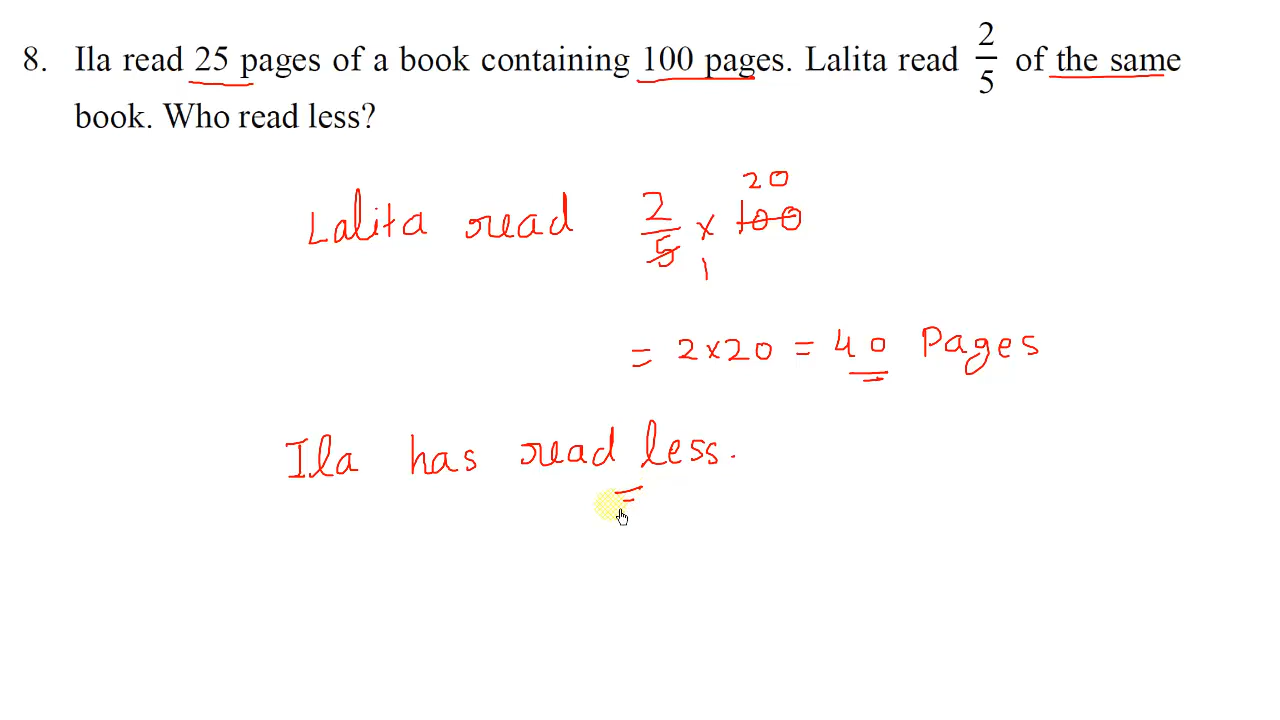 8. Ila read 25 pages of a book containing 100 pages. Lalita read 2/5 of the same
book. Who read less?
Lalita read 2/5 × 100
20
1
= 2×20 = 40 Pages
Ila has read less.